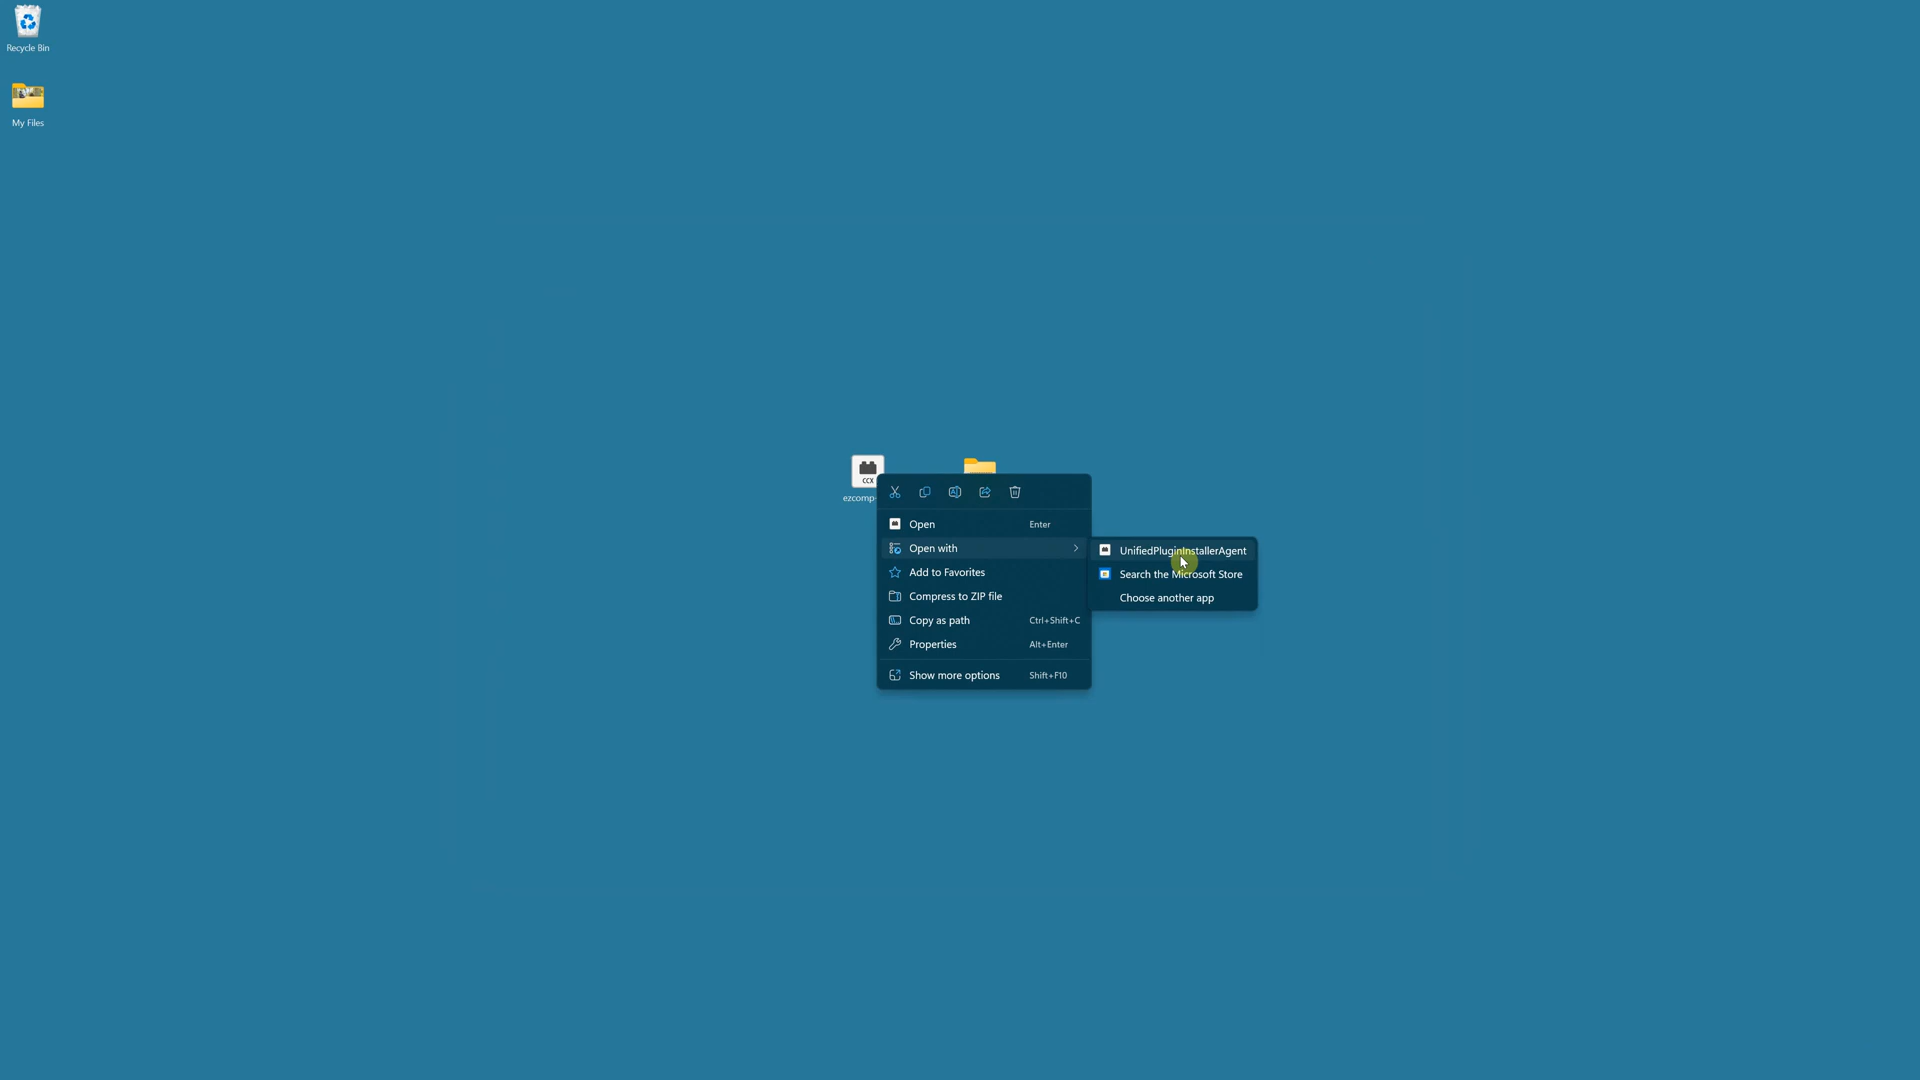 Recycle Bin
My Files
CCX
ezcomp-
Open Enter
Open with
Add to Favorites
Compress to ZIP file
Copy as path Ctrl+Shift+C
Properties Alt+Enter
Show more options Shift+F10
UnifiedPluginInstallerAgent
Search the Microsoft Store
Choose another app